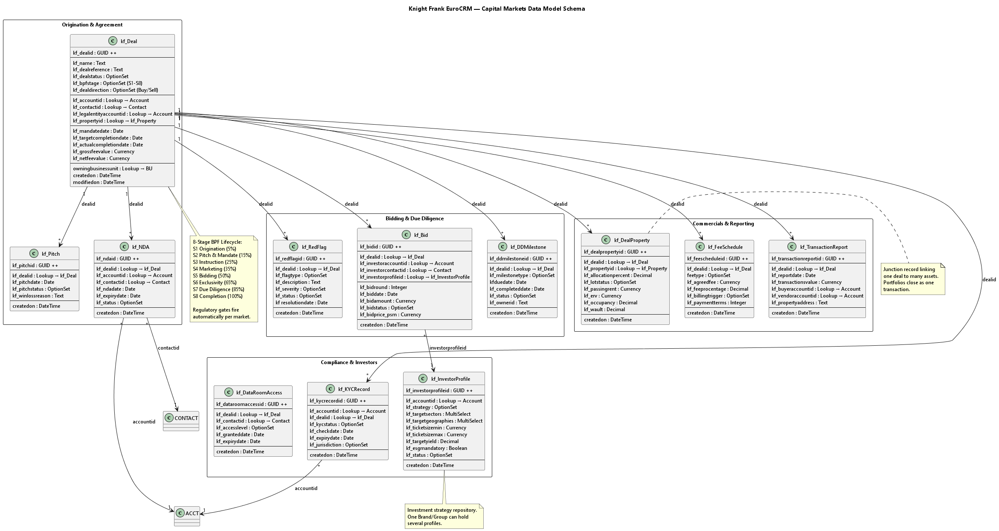 Knight Frank EuroCRM — Capital Markets Data Model Schema
Origination & Agreement
C kf_Deal
kf_dealid : GUID ++
kf_name : Text
kf_dealreference : Text
kf_dealstatus : OptionSet
kf_bpfstage : OptionSet (S1-S8)
kf_dealdirection : OptionSet (Buy/Sell)
kf_accountid : Lookup → Account
kf_contactid : Lookup → Contact
kf_legalentityaccountid : Lookup → Account
kf_propertyid : Lookup → kf_Property
kf_mandatedate : Date
kf_targetcompletiondate : Date
kf_actualcompletiondate : Date
kf_grossfeevalue : Currency
kf_netfeevalue : Currency
owningbusinessunit : Lookup → BU
createdon : DateTime
modifiedon : DateTime
1
1
1
1
1
1
dealid
dealid
dealid
dealid
dealid
dealid
dealid
dealid
dealid
*
*
*
*
*
*
*
*
C kf_Pitch
kf_pitchid : GUID ++
kf_dealid : Lookup → kf_Deal
kf_pitchdate : Date
kf_pitchstatus : OptionSet
kf_winlossreason : Text
createdon : DateTime
C kf_NDA
kf_ndaid : GUID ++
kf_dealid : Lookup → kf_Deal
kf_accountid : Lookup → Account
kf_contactid : Lookup → Contact
kf_ndadate : Date
kf_expirydate : Date
kf_status : OptionSet
createdon : DateTime
8-Stage BPF Lifecycle:
S1 Origination (5%)
S2 Pitch & Mandate (15%)
S3 Instruction (25%)
S4 Marketing (35%)
S5 Bidding (50%)
S6 Exclusivity (65%)
S7 Due Diligence (85%)
S8 Completion (100%)
Regulatory gates fire
automatically per market.
Bidding & Due Diligence
C kf_RedFlag
kf_redflagid : GUID ++
kf_dealid : Lookup → kf_Deal
kf_flagtype : OptionSet
kf_description : Text
kf_severity : OptionSet
kf_status : OptionSet
kf resolutiondate : Date
createdon : DateTime
C kf_Bid
kf_bidid : GUID ++
kf_dealid : Lookup → kf_Deal
kf_investoraccountid : Lookup → Account
kf_investorcontactid : Lookup → Contact
kf_investorprofileid : Lookup → kf_InvestorProfile
kf_bidround : Integer
kf_biddate : Date
kf_bidamount : Currency
kf_bidstatus : OptionSet
kf_bidprice_psm : Currency
createdon : DateTime
C kf_DDMilestone
kf_ddmilestoneid : GUID ++
kf_dealid : Lookup → kf_Deal
kf_milestonetype : OptionSet
kfduedate : Date
kf_completeddate : Date
kf_status : OptionSet
kf_ownerid : Text
createdon : DateTime
Commercials & Reporting
C kf_DealProperty
kf_dealpropertyid : GUID ++
kf_dealid : Lookup → kf_Deal
kf_propertyid : Lookup → kf_Property
kf_allocationpercent : Decimal
kf_lotstatus : OptionSet
kf_passingrent : Currency
kf_erv : Currency
kf_occupancy : Decimal
kf_wault : Decimal
createdon : DateTime
C kf_FeeSchedule
kf_feescheduleid : GUID ++
kf_dealid : Lookup → kf_Deal
feetype : OptionSet
kf_agreedfee : Currency
kf_feeprocentage : Decimal
kf_billingtrigger : OptionSet
kf_paymentterms : Integer
createdon : DateTime
C kf_TransactionReport
kf_transactionreportid : GUID ++
kf_dealid : Lookup → kf_Deal
kf_reportdate : Date
kf_transactionsvalue : Currency
kf_buyeraccountid : Lookup → Account
kf_vendoraccountid : Lookup → Account
kf_propertyaddress : Text
createdon : DateTime
Junction record linking
one deal to many assets.
Portfolios close as one
transaction.
*
*
contactid
*
investorprofileid
1
*
Compliance & Investors
C kf_DataRoomAccess
kf_dataroomaccessid : GUID ++
kf_dealid : Lookup → kf_Deal
kf_contactid : Lookup → Contact
kf_accesslevel : OptionSet
kf_granteddate : Date
kf_expirydate : Date
createdon : DateTime
C kf_KYCRecord
kf_kycrecordid : GUID ++
kf_accountid : Lookup → Account
kf_dealid : Lookup → kf_Deal
kf_kycstatus : OptionSet
kf_checkdate : Date
kf_expirydate : Date
kf_jurisdiction : OptionSet
createdon : DateTime
C kf_InvestorProfile
kf_investorprofileid : GUID ++
kf_accountid : Lookup → Account
kf_strategy : OptionSet
kf_targetsectors : MultiSelect
kf_targetgeographies : MultiSelect
kf_ticketsizemin : Currency
kf_ticketsizemax : Currency
kf_targetyield : Decimal
kf_esgmandatory : Boolean
kf_status : OptionSet
createdon : DateTime
1
C CONTACT
accountid
*
accountid
1
1
C ACCT
Investment strategy repository.
One Brand/Group can hold
several profiles.